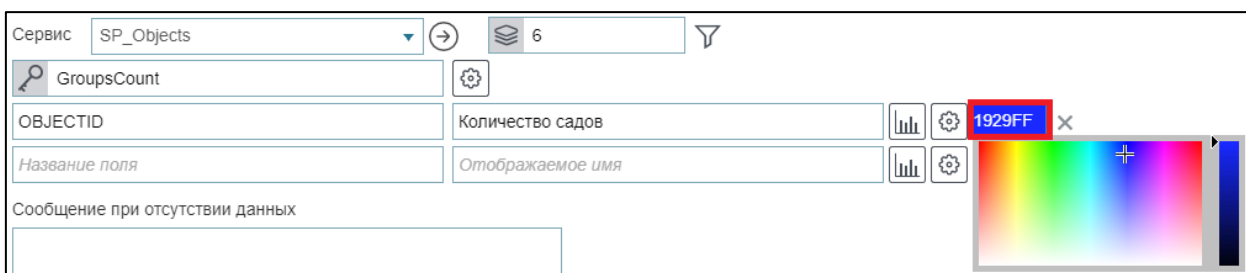 Сервис SP_Objects 6
GroupsCount
OBJECTID Количество садов 1929FF
Название поля Отображаемое имя
Сообщение при отсутствии данных